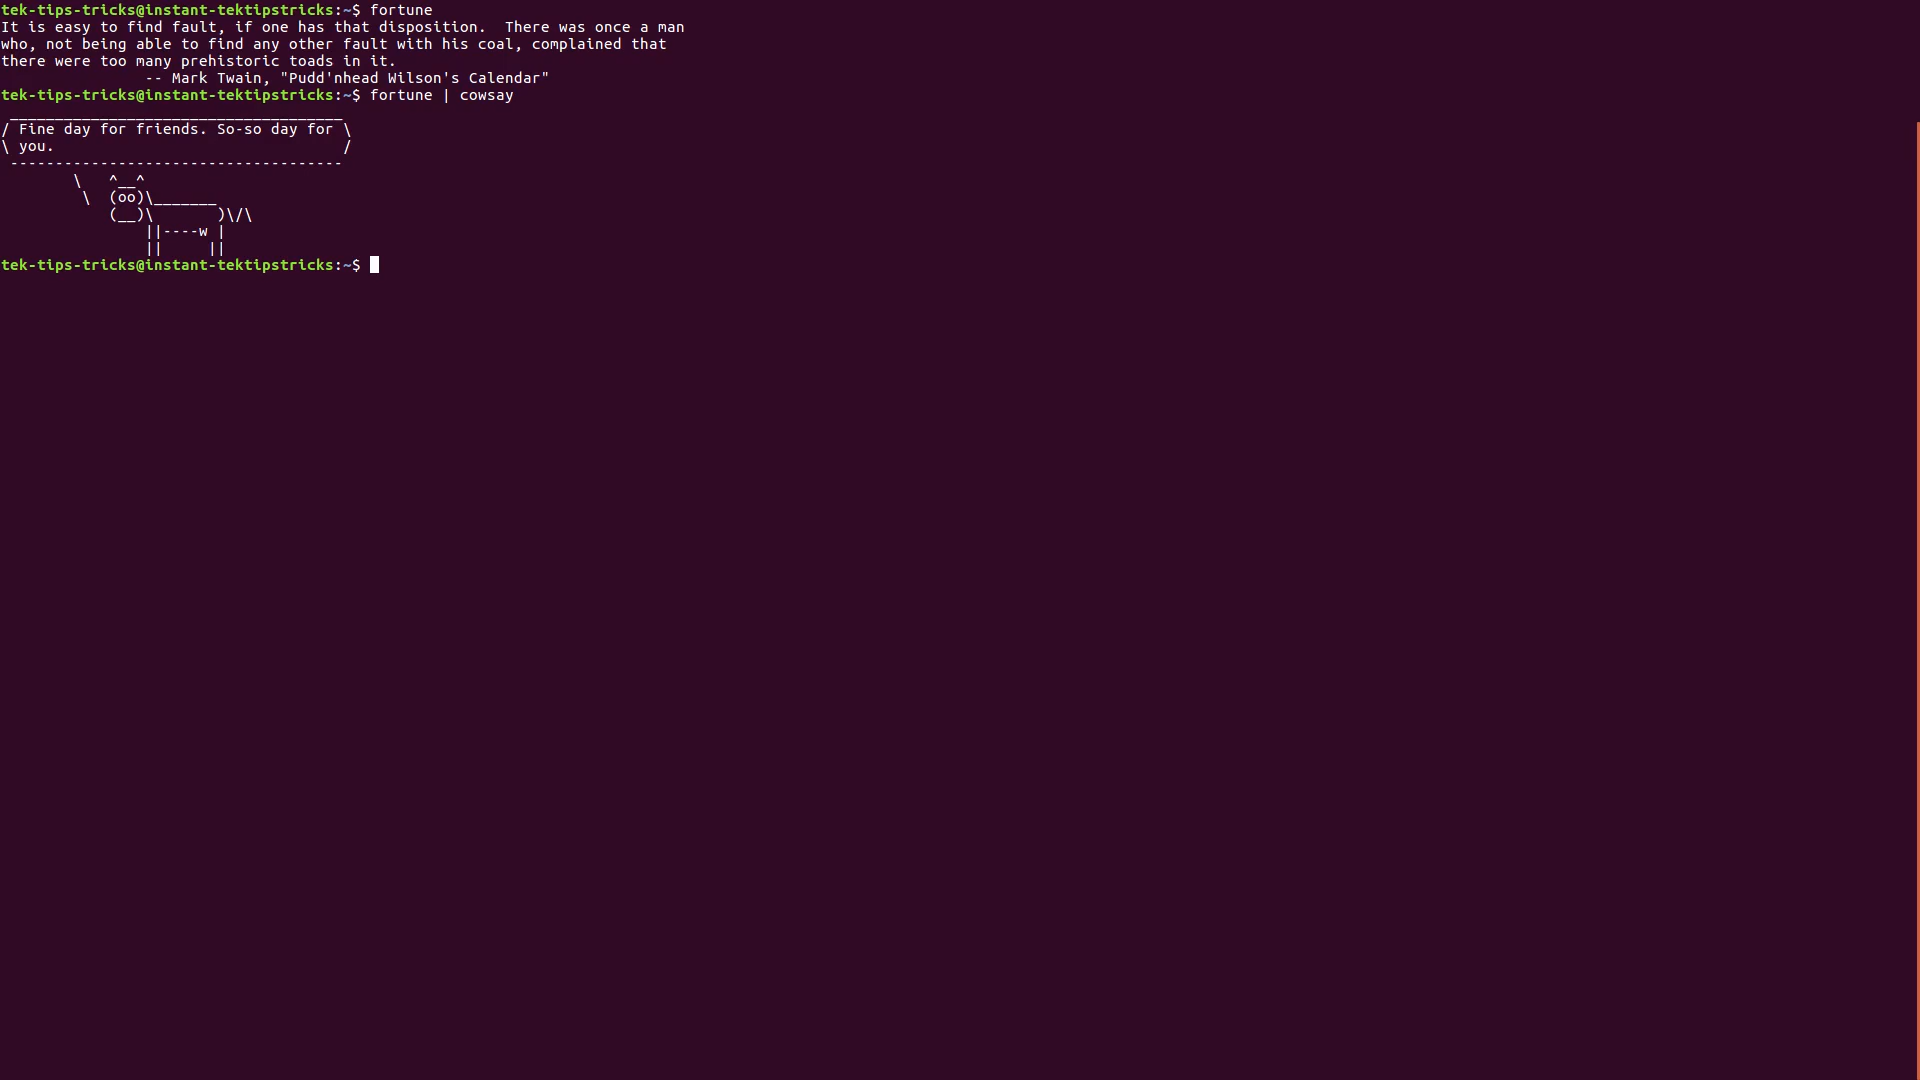 tek-tips-tricks@instant-tektipstricks:~$ fortune
It is easy to find fault, if one has that disposition.  There was once a man
who, not being able to find any other fault with his coal, complained that
there were too many prehistoric toads in it.
                -- Mark Twain, "Pudd'nhead Wilson's Calendar"
tek-tips-tricks@instant-tektipstricks:~$ fortune | cowsay
 _____________________________________
/ Fine day for friends. So-so day for \
\ you.                                /
 -------------------------------------
        \   ^__^
         \  (oo)\_______
            (__)\       )\/\
                ||----w |
                ||     ||
tek-tips-tricks@instant-tektipstricks:~$